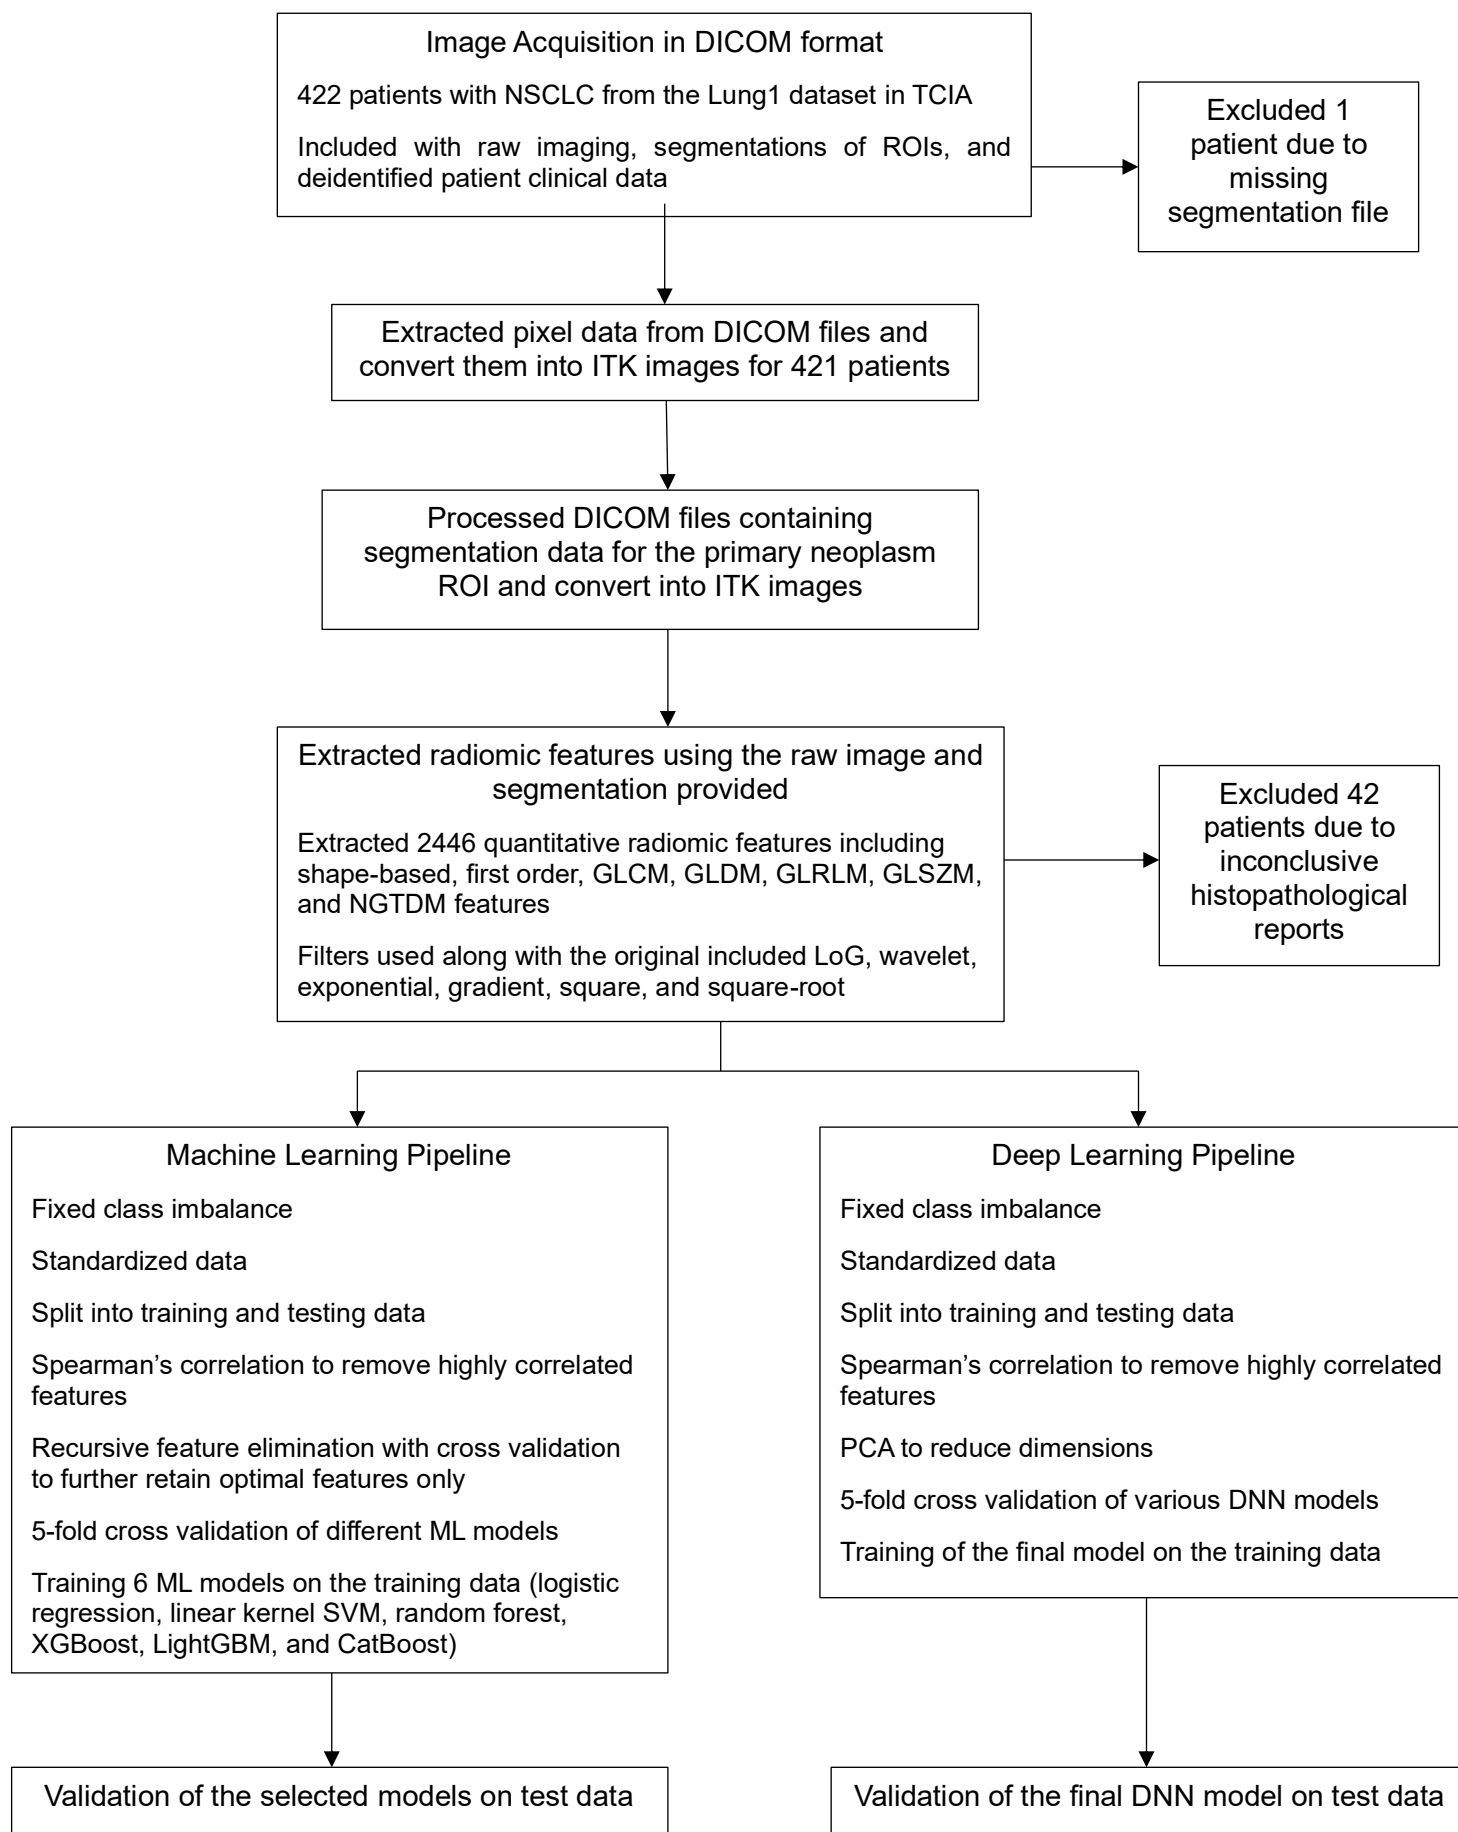 Image Acquisition in DICOM format
422 patients with NSCLC from the Lung1 dataset in TCIA
Included with raw imaging, segmentations of ROIs, and
deidentified patient clinical data
Excluded 1
patient due to
missing
segmentation file
Extracted pixel data from DICOM files and
convert them into ITK images for 421 patients
Processed DICOM files containing
segmentation data for the primary neoplasm
ROI and convert into ITK images
Extracted radiomic features using the raw image and
segmentation provided
Extracted 2446 quantitative radiomic features including
shape-based, first order, GLCM, GLDM, GLRLM, GLSZM,
and NGTDM features
Filters used along with the original included LoG, wavelet,
exponential, gradient, square, and square-root
Excluded 42
patients due to
inconclusive
histopathological
reports
Machine Learning Pipeline
Fixed class imbalance
Standardized data
Split into training and testing data
Spearman’s correlation to remove highly correlated
features
Recursive feature elimination with cross validation
to further retain optimal features only
5-fold cross validation of different ML models
Training 6 ML models on the training data (logistic
regression, linear kernel SVM, random forest,
XGBoost, LightGBM, and CatBoost)
Deep Learning Pipeline
Fixed class imbalance
Standardized data
Split into training and testing data
Spearman’s correlation to remove highly correlated
features
PCA to reduce dimensions
5-fold cross validation of various DNN models
Training of the final model on the training data
Validation of the selected models on test data
Validation of the final DNN model on test data